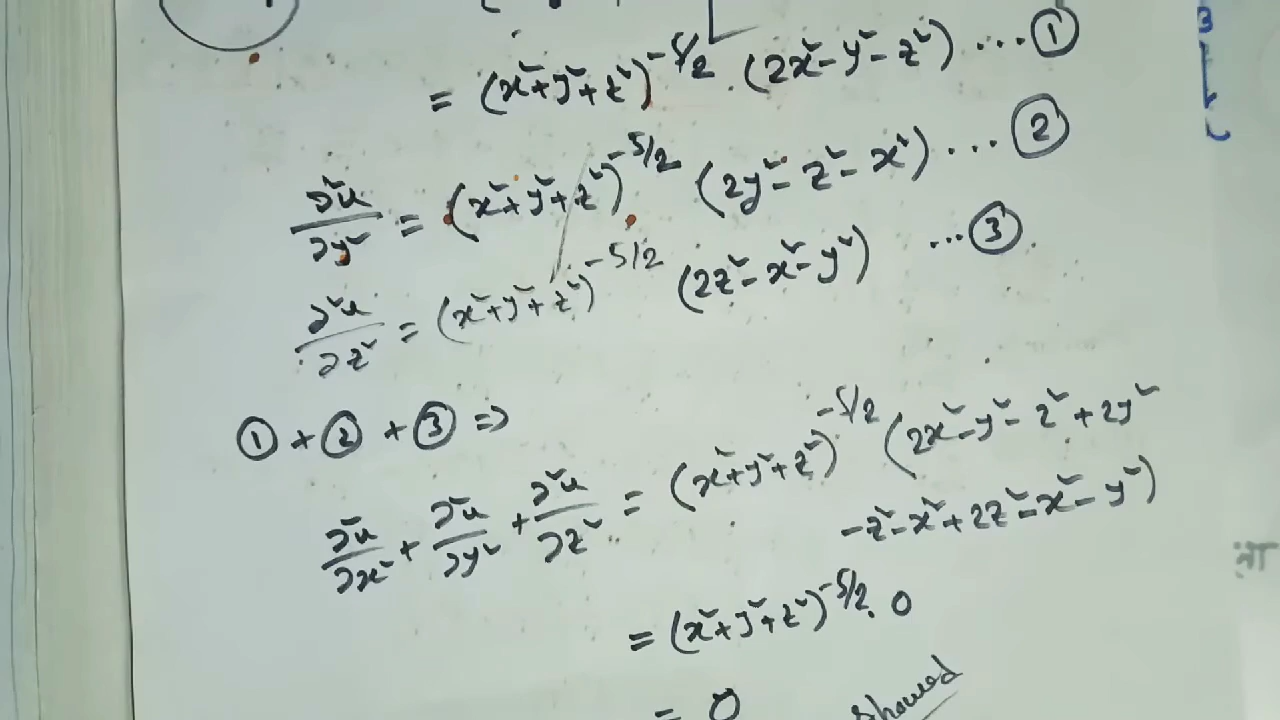 = (x²+y²+z²)^-5/2 . (2x²-y²-z²) ... ①
∂²u/∂y² = (x²+y²+z²)^-5/2 (2y²-z²-x²) ... ②
∂²u/∂z² = (x²+y²+z²)^-5/2 (2z²-x²-y²) ... ③
①+②+③ =>
∂²u/∂x² + ∂²u/∂y² + ∂²u/∂z² = (x²+y²+z²)^-5/2 (2x²-y²-z²+2y²
-z²-x²+2z²-x²-y²)
= (x²+y²+z²)^-5/2 . 0
= 0 showed